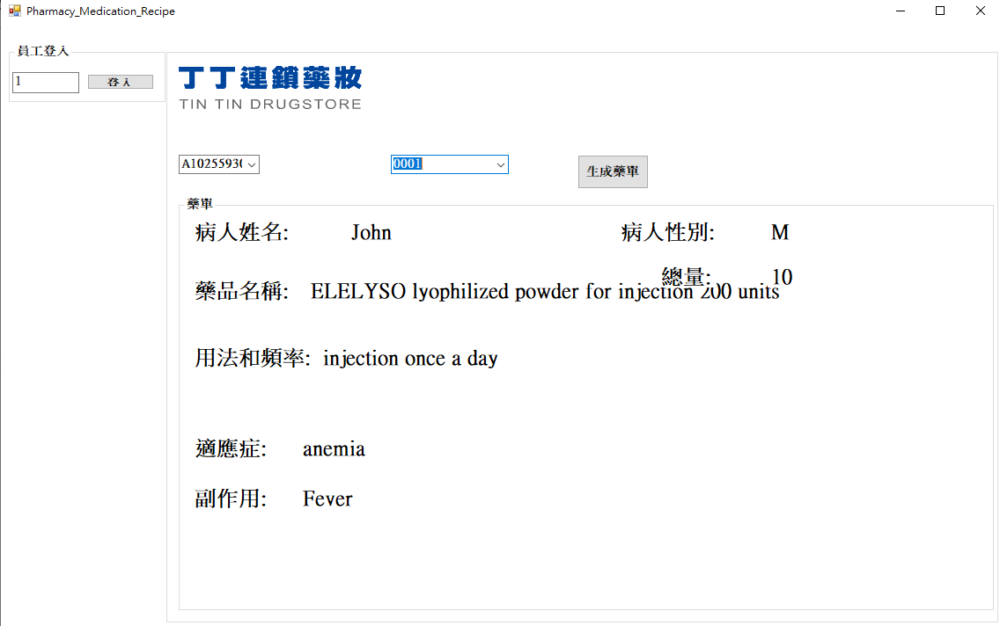 Pharmacy_Medication_Recipe
員工登入
1 登入
丁丁連鎖藥妝
TIN TIN DRUGSTORE
A10255930 0001 生成藥單
藥單
病人姓名: John 病人性別: M
總量: 10
藥品名稱: ELELYSO lyophilized powder for injection 200 units
用法和頻率: injection once a day
適應症: anemia
副作用: Fever